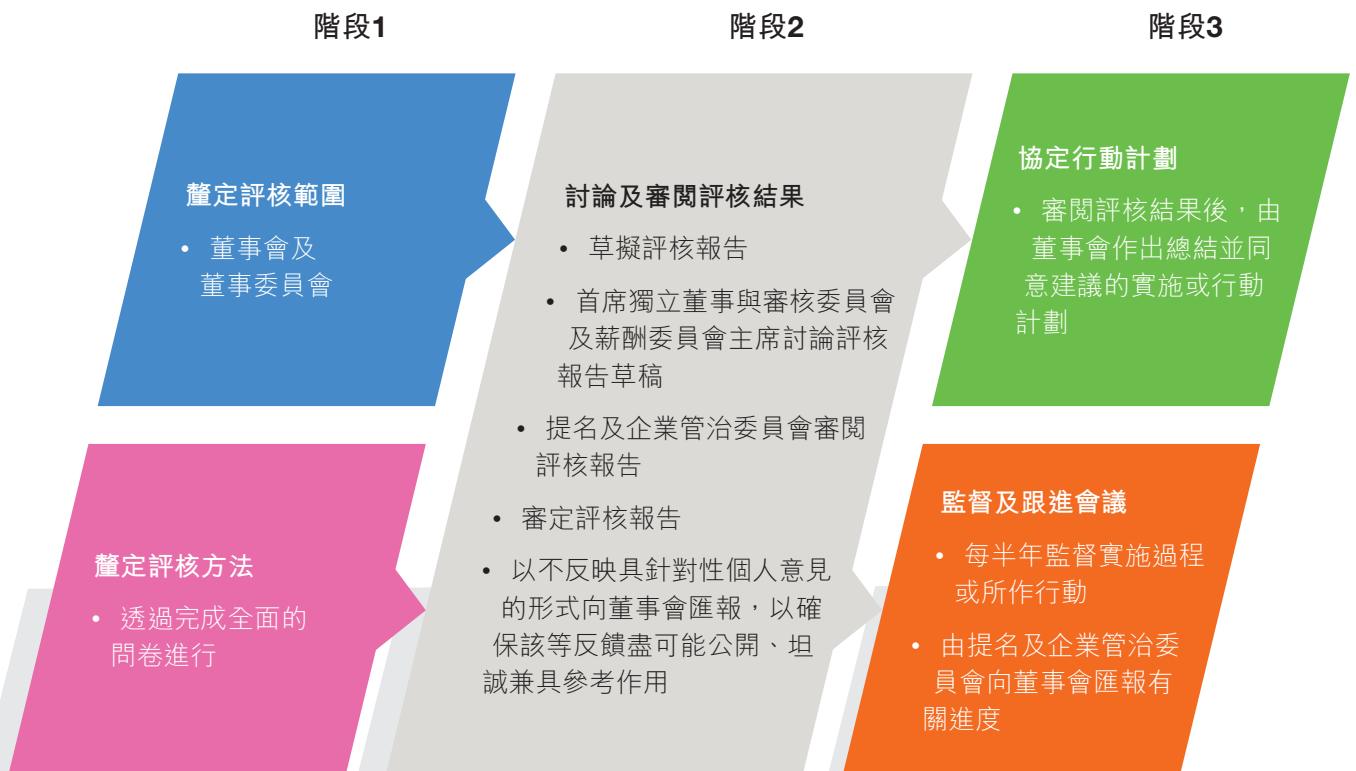 階段1
釐定評核範圍
• 董事會及
董事委員會
釐定評核方法
• 透過完成全面的
問卷進行
階段2
討論及審閱評核結果
• 草擬評核報告
• 首席獨立董事與審核委員會
及薪酬委員會主席討論評核
報告草稿
• 提名及企業管治委員會審閱
評核報告
• 審定評核報告
• 以不反映具針對性個人意見
的形式向董事會匯報，以確
保該等反饋盡可能公開、坦
誠兼具參考作用
階段3
協定行動計劃
• 審閱評核結果後，由
董事會作出總結並同
意建議的實施或行動
計劃
監督及跟進會議
• 每半年監督實施過程
或所作行動
• 由提名及企業管治委
員會向董事會匯報有
關進度